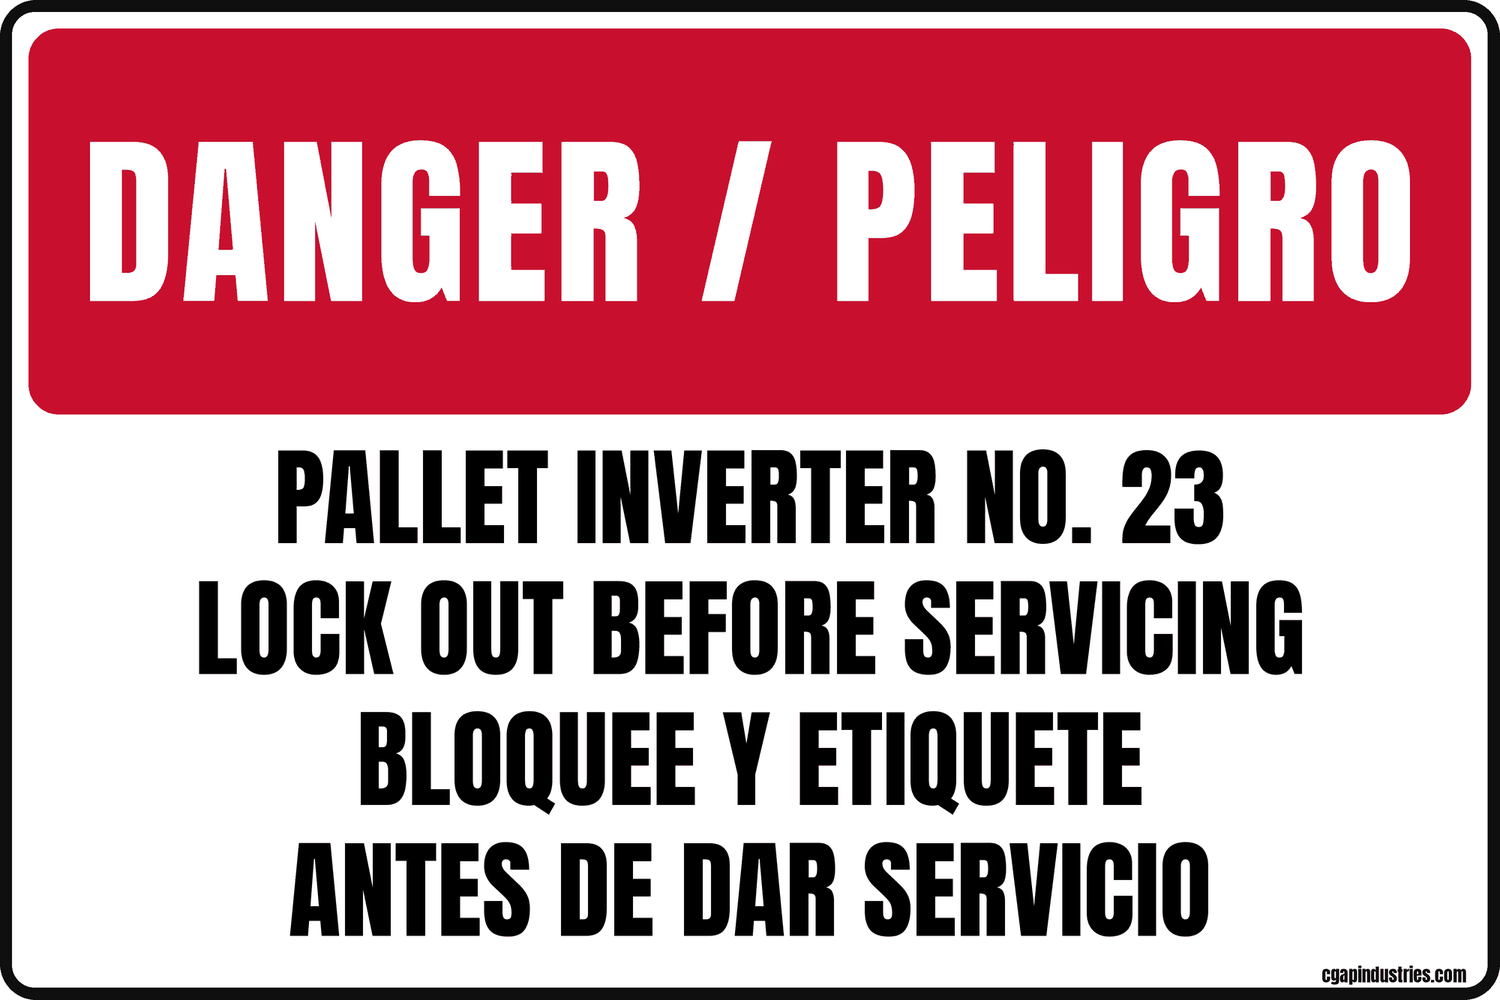 DANGER / PELIGRO
PALLET INVERTER NO. 23
LOCK OUT BEFORE SERVICING
BLOQUEE Y ETIQUETE
ANTES DE DAR SERVICIO
cgapindustries.com